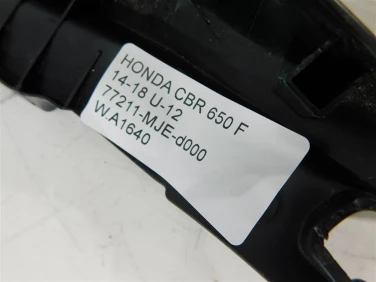 HONDA CBR 650 F
14-18 U-12
77211-MJE-d000
W.A1640